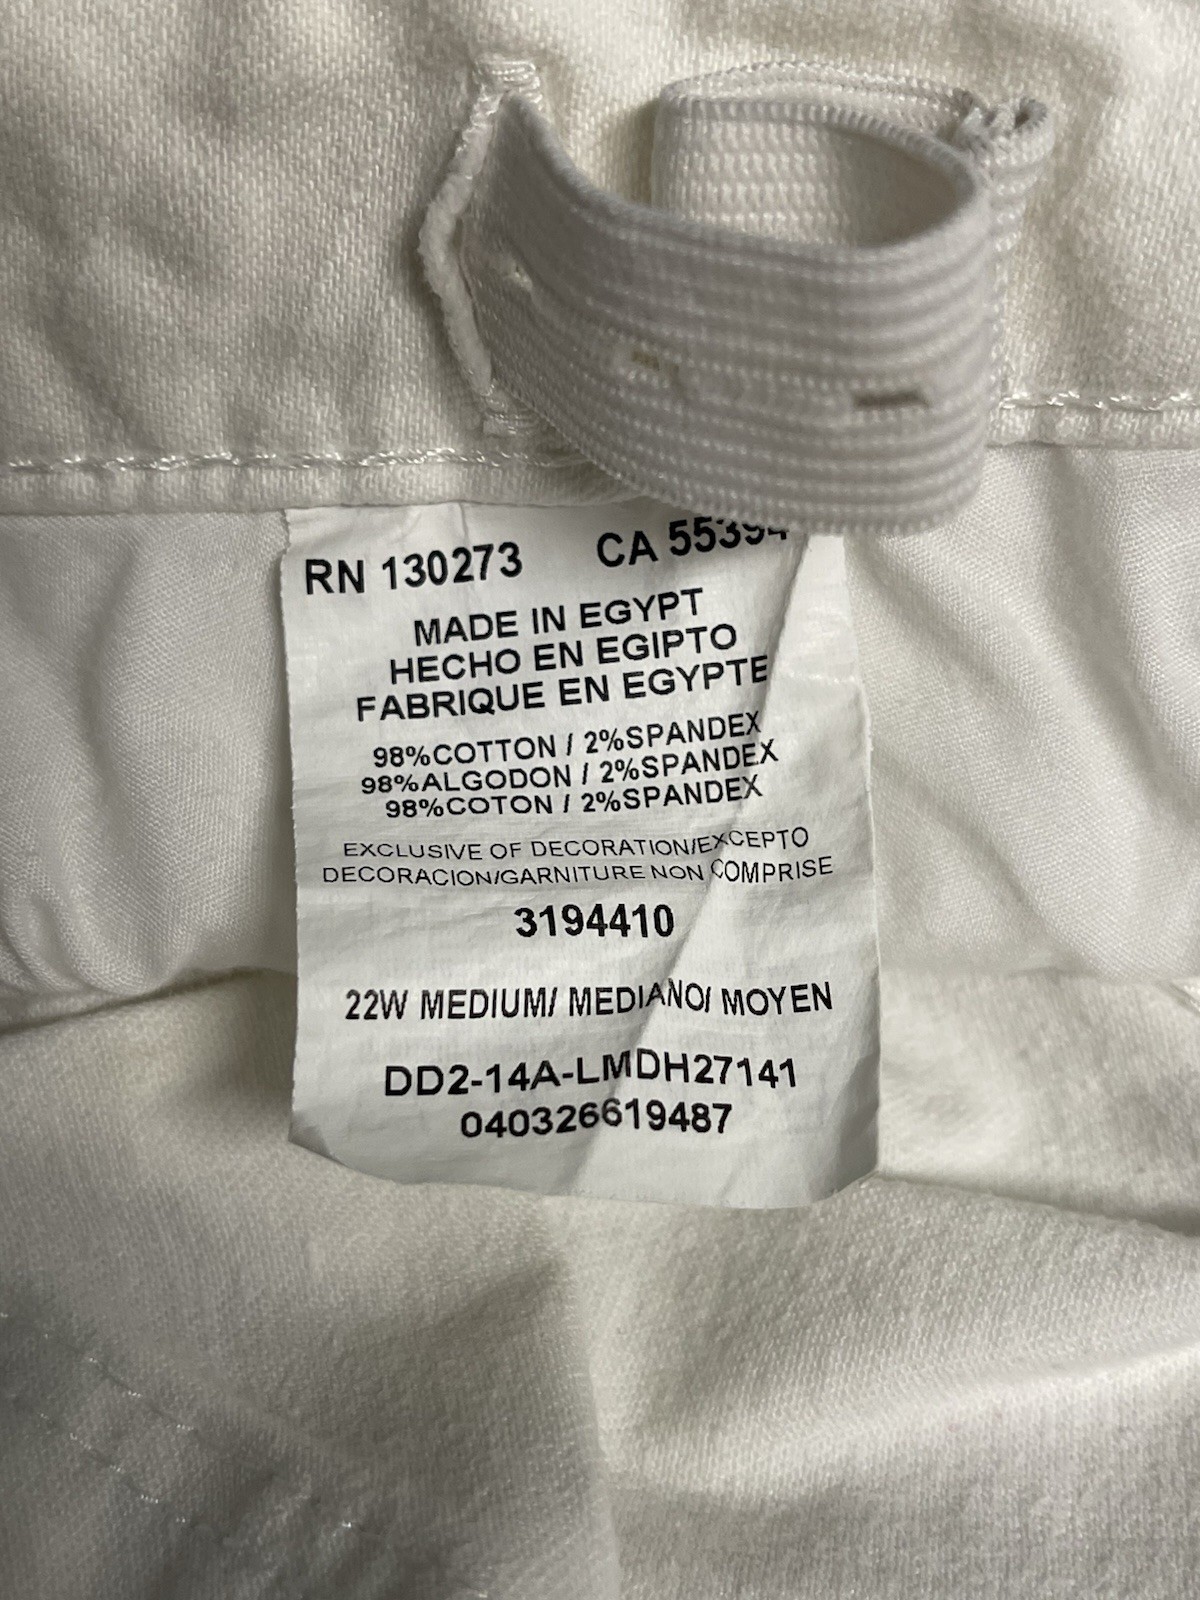 RN 130273 CA 55394
MADE IN EGYPT
HECHO EN EGIPTO
FABRIQUE EN EGYPTE
98%COTTON / 2%SPANDEX
98%ALGODON / 2%SPANDEX
98%COTON / 2%SPANDEX
EXCLUSIVE OF DECORATION/EXCEPTO
DECORACION/GARNITURE NON COMPRISE
3194410
22W MEDIUM/ MEDIANO/ MOYEN
DD2-14A-LMDH27141
040326619487